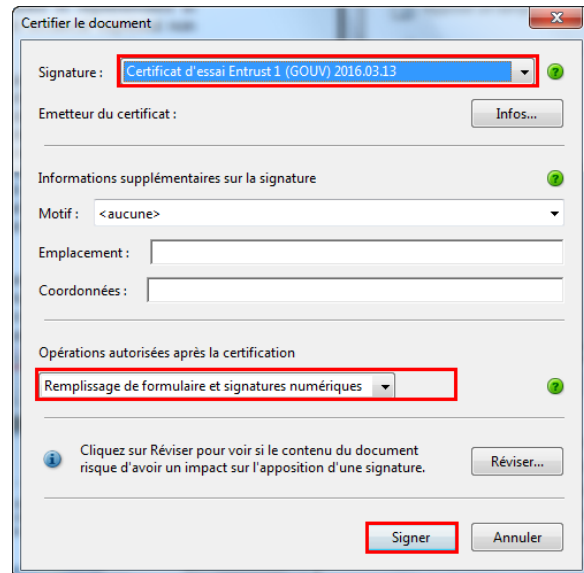 Certifier le document
Signature : Certificat d'essai Entrust 1 (GOUV) 2016.03.13
Emetteur du certificat : Infos...
Informations supplémentaires sur la signature
Motif : <aucune>
Emplacement :
Coordonnées :
Opérations autorisées après la certification
Remplissage de formulaire et signatures numériques
Cliquez sur Réviser pour voir si le contenu du document
risque d'avoir un impact sur l'apposition d'une signature.
Réviser...
Signer Annuler